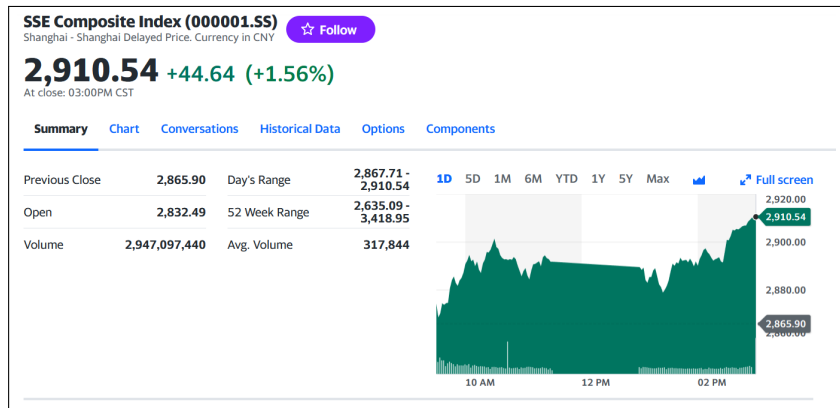 SSE Composite Index (000001.SS)
Follow
Shanghai - Shanghai Delayed Price. Currency in CNY
2,910.54 +44.64 (+1.56%)
At close: 03:00PM CST
Summary Chart Conversations Historical Data Options Components
Previous Close 2,865.90
Open 2,832.49
Volume 2,947,097,440
Day's Range 2,867.71 -
2,910.54
52 Week Range 2,635.09 -
3,418.95
Avg. Volume 317,844
1D 5D 1M 6M YTD 1Y 5Y Max Full screen
2,920.00
2,910.54
2,900.00
2,880.00
2,865.90
2,860.00
10 AM 12 PM 02 PM